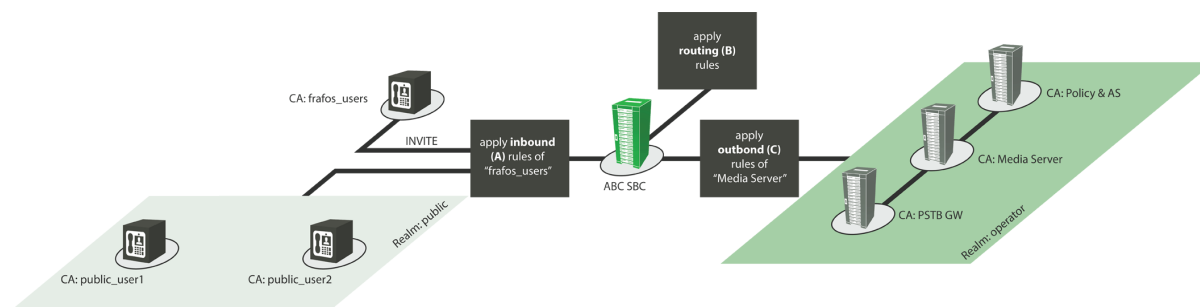 apply
routing (B)
rules
CA: frafos_users
INVITE
apply inbound
(A) rules of
“frafos_users”
ABC SBC
apply
outbond (C)
rules of
“Media Server”
CA: Policy & AS
CA: Media Server
CA: PSTB GW
Realm: operator
Realm: public
CA: public_user1
CA: public_user2